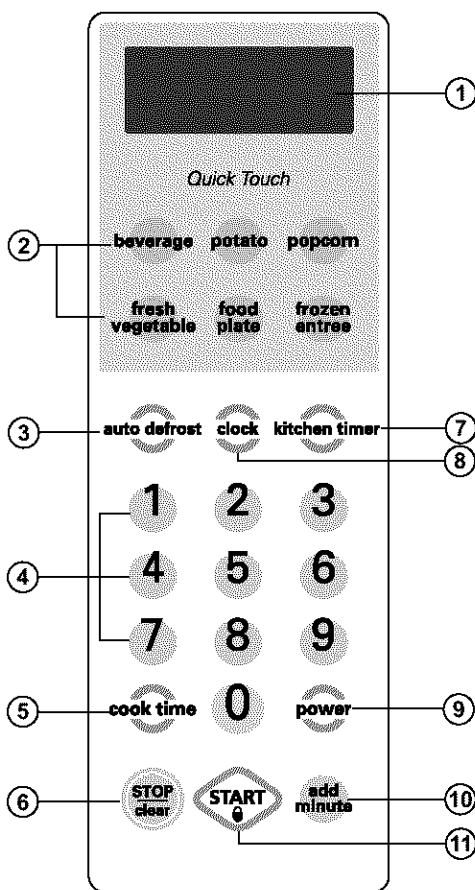 1
Quick Touch
2
beverage potato popcorn
fresh vegetable food plate frozen entree
3 auto defrost clock kitchen timer 7
8
1 2 3
4 4 5 6
7 8 9
5 cook time 0 power 9
6 STOP clear START add minute 10
11